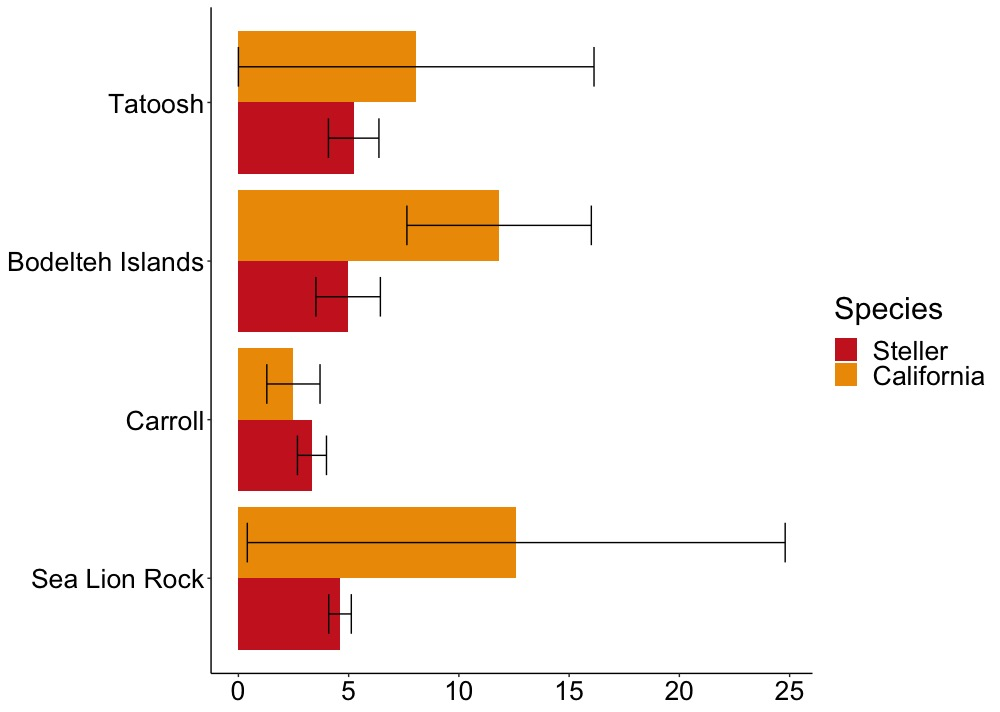 Tatoosh
Bodelteh Islands
Carroll
Sea Lion Rock
0 5 10 15 20 25
Species
Steller
California